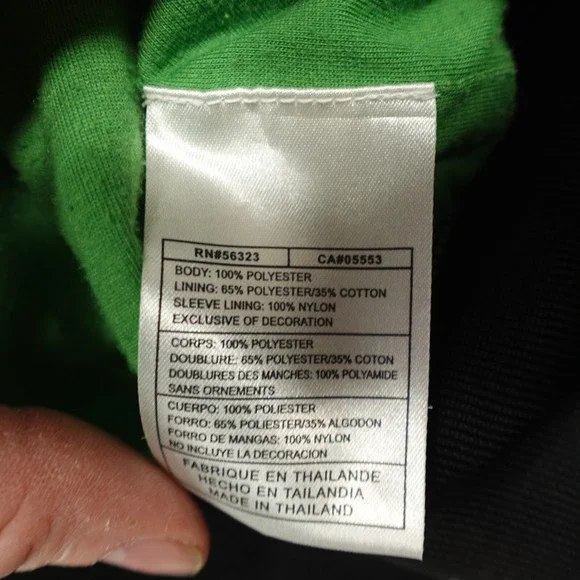 RN#56323 CA#05553
BODY: 100% POLYESTER
LINING: 65% POLYESTER/35% COTTON
SLEEVE LINING: 100% NYLON
EXCLUSIVE OF DECORATION
CORPS: 100% POLYESTER
DOUBLURE: 65% POLYESTER/35% COTON
DOUBLURES DES MANCHES: 100% POLYAMIDE
SANS ORNEMENTS
CUERPO: 100% POLIESTER
FORRO: 65% POLIESTER/35% ALGODON
FORRO DE MANGAS: 100% NYLON
NO INCLUYE LA DECORACION
FABRIQUE EN THAILANDE
HECHO EN TAILANDIA
MADE IN THAILAND